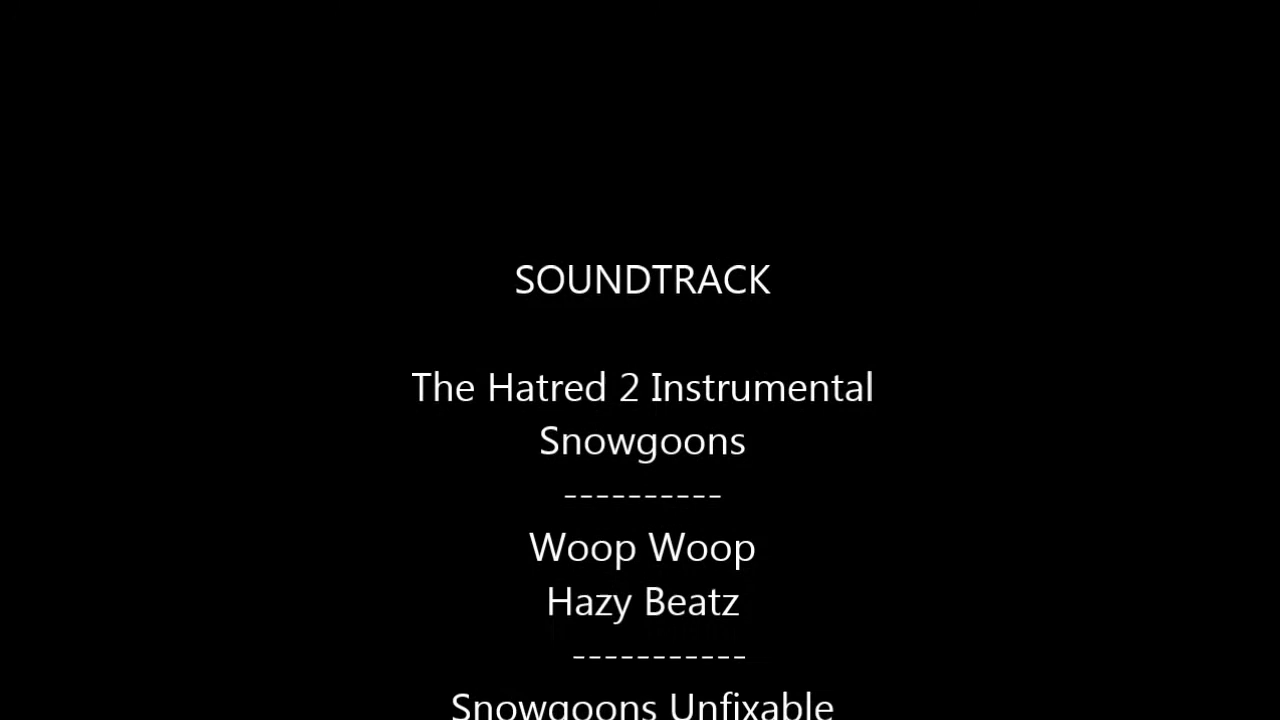 SOUNDTRACK
The Hatred 2 Instrumental
Snowgoons
----------
Woop Woop
Hazy Beatz
-----------
Snowgoons Unfixable